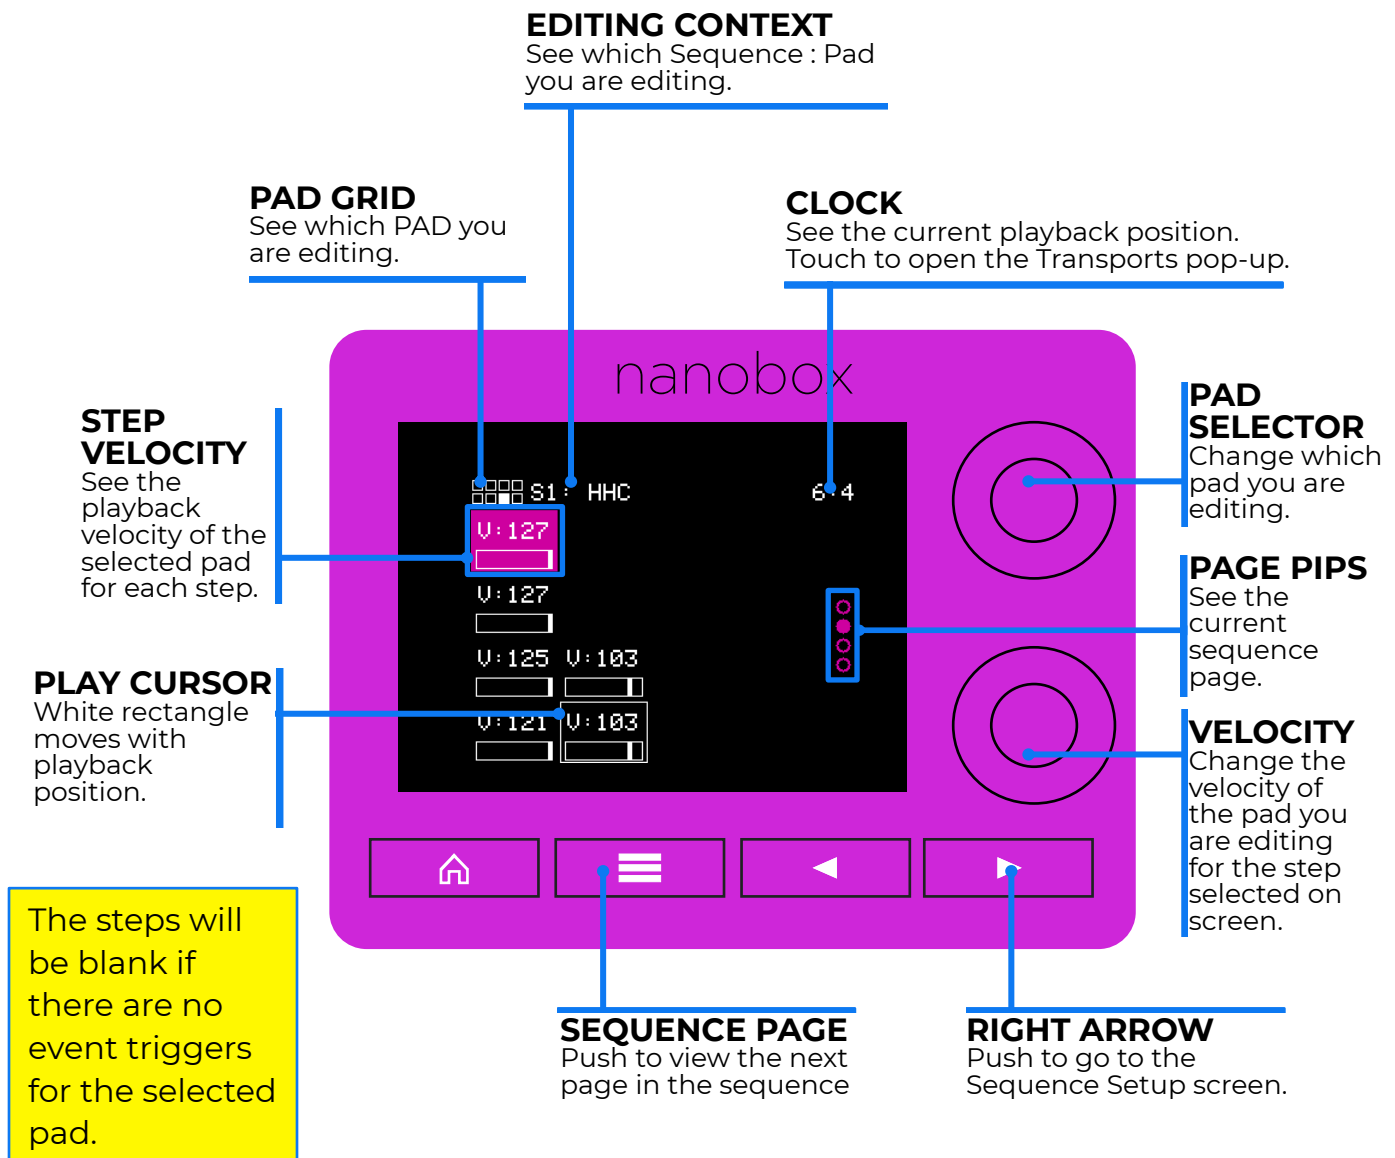 EDITING CONTEXT
See which Sequence : Pad
you are editing.
PAD GRID
See which PAD you
are editing.
CLOCK
See the current playback position.
Touch to open the Transports pop-up.
nanobox
STEP
VELOCITY
See the
playback
velocity of the
selected pad
for each step.
PLAY CURSOR
White rectangle
moves with
playback
position.
S1: HHC
6:4
V:127
V:127
V:125 V:103
V:121 V:103
PAD
SELECTOR
Change which
pad you are
editing.
PAGE PIPS
See the
current
sequence
page.
VELOCITY
Change the
velocity of
the pad you
are editing
for the step
selected on
screen.
The steps will
be blank if
there are no
event triggers
for the selected
pad.
SEQUENCE PAGE
Push to view the next
page in the sequence
RIGHT ARROW
Push to go to the
Sequence Setup screen.